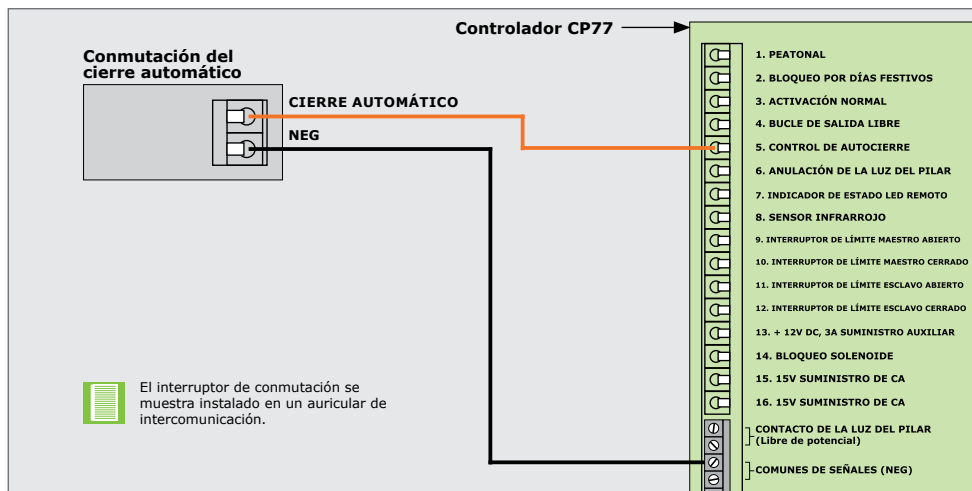 Controlador CP77
Conmutación del
cierre automático
CIERRE AUTOMÁTICO
NEG
1. PEATONAL
2. BLOQUEO POR DÍAS FESTIVOS
3. ACTIVACIÓN NORMAL
4. BUCLE DE SALIDA LIBRE
5. CONTROL DE AUTOCIERRE
6. ANULACIÓN DE LA LUZ DEL PILAR
7. INDICADOR DE ESTADO LED REMOTO
8. SENSOR INFRARROJO
9. INTERRUPTOR DE LÍMITE MAESTRO ABIERTO
10. INTERRUPTOR DE LÍMITE MAESTRO CERRADO
11. INTERRUPTOR DE LÍMITE ESCLAVO ABIERTO
12. INTERRUPTOR DE LÍMITE ESCLAVO CERRADO
13. + 12V DC, 3A SUMINISTRO AUXILIAR
14. BLOQUEO SOLENOIDE
15. 15V SUMINISTRO DE CA
16. 15V SUMINISTRO DE CA
CONTACTO DE LA LUZ DEL PILAR
(Libre de potencial)
COMUNES DE SEÑALES (NEG)
El interruptor de conmutación se
muestra instalado en un auricular de
intercomunicación.